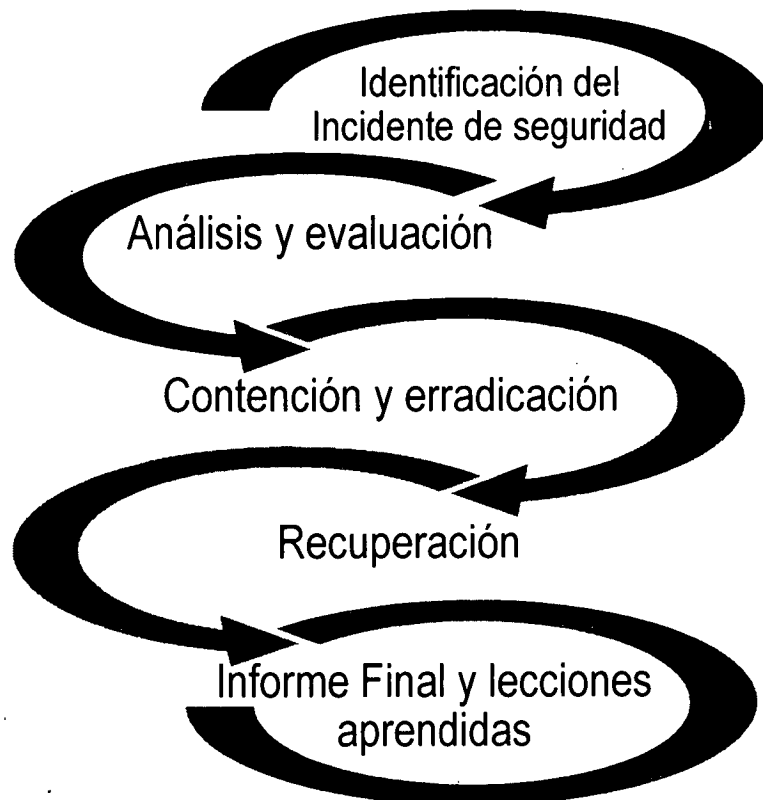 Identificación del
Incidente de seguridad
Análisis y evaluación
Contención y erradicación
Recuperación
Informe Final y lecciones
aprendidas